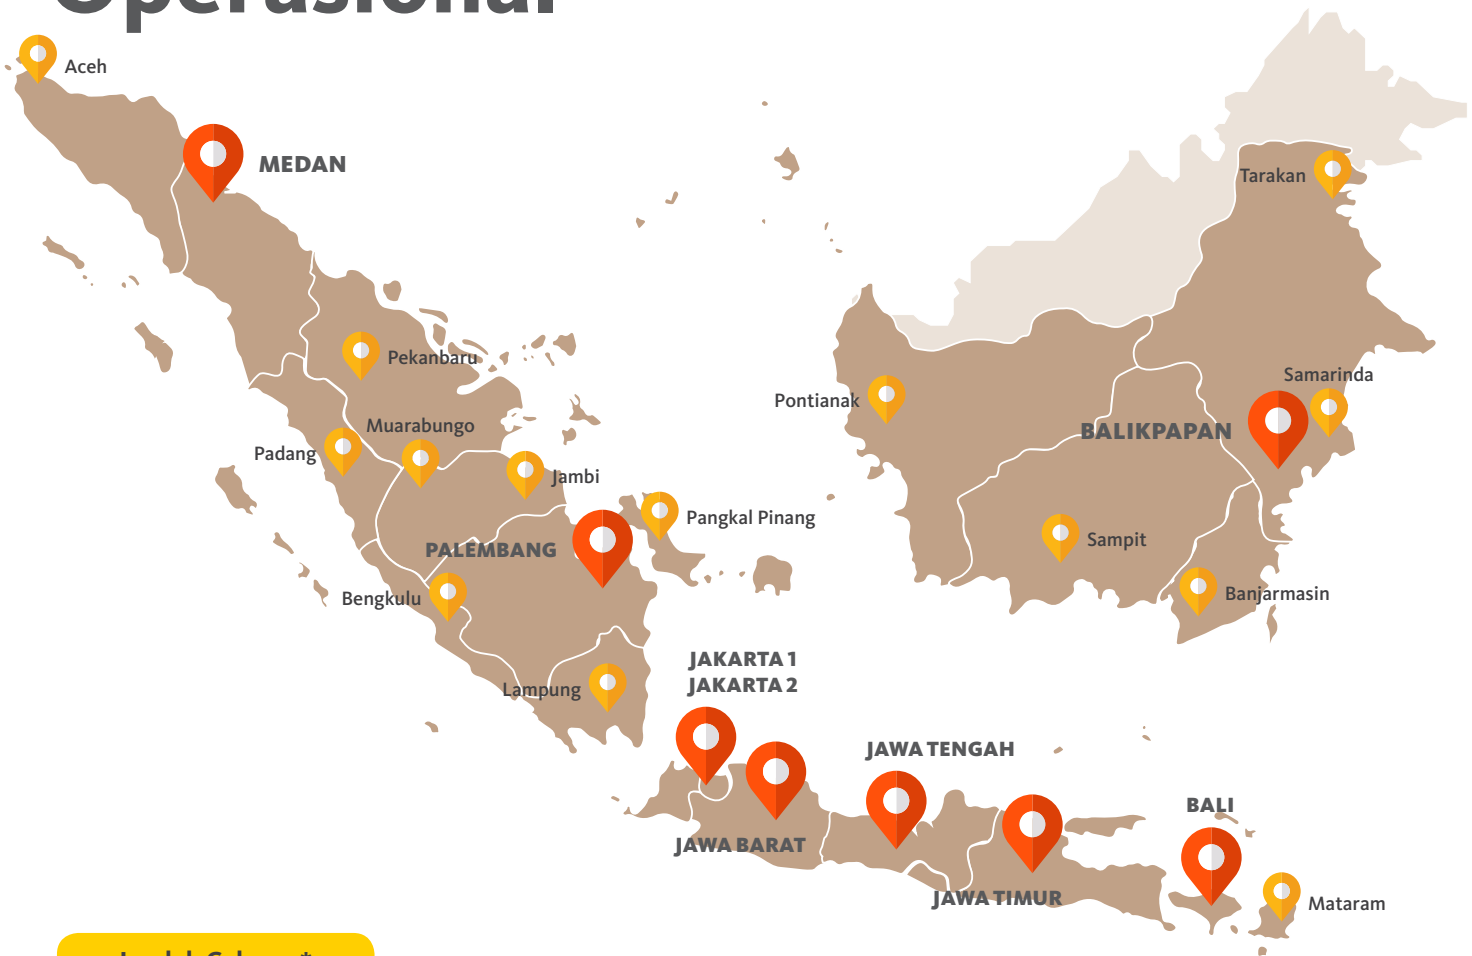 Operasional
Aceh
MEDAN
Tarakan
Pekanbaru
Samarinda
Pontianak
Muarabungo
BALIKPAPAN
Padang
Jambi
Pangkal Pinang
Sampit
PALEMBANG
Bengkulu
Banjarmasin
JAKARTA 1
JAKARTA 2
Lampung
JAWA TENGAH
BALI
JAWA BARAT
JAWA TIMUR
Mataram